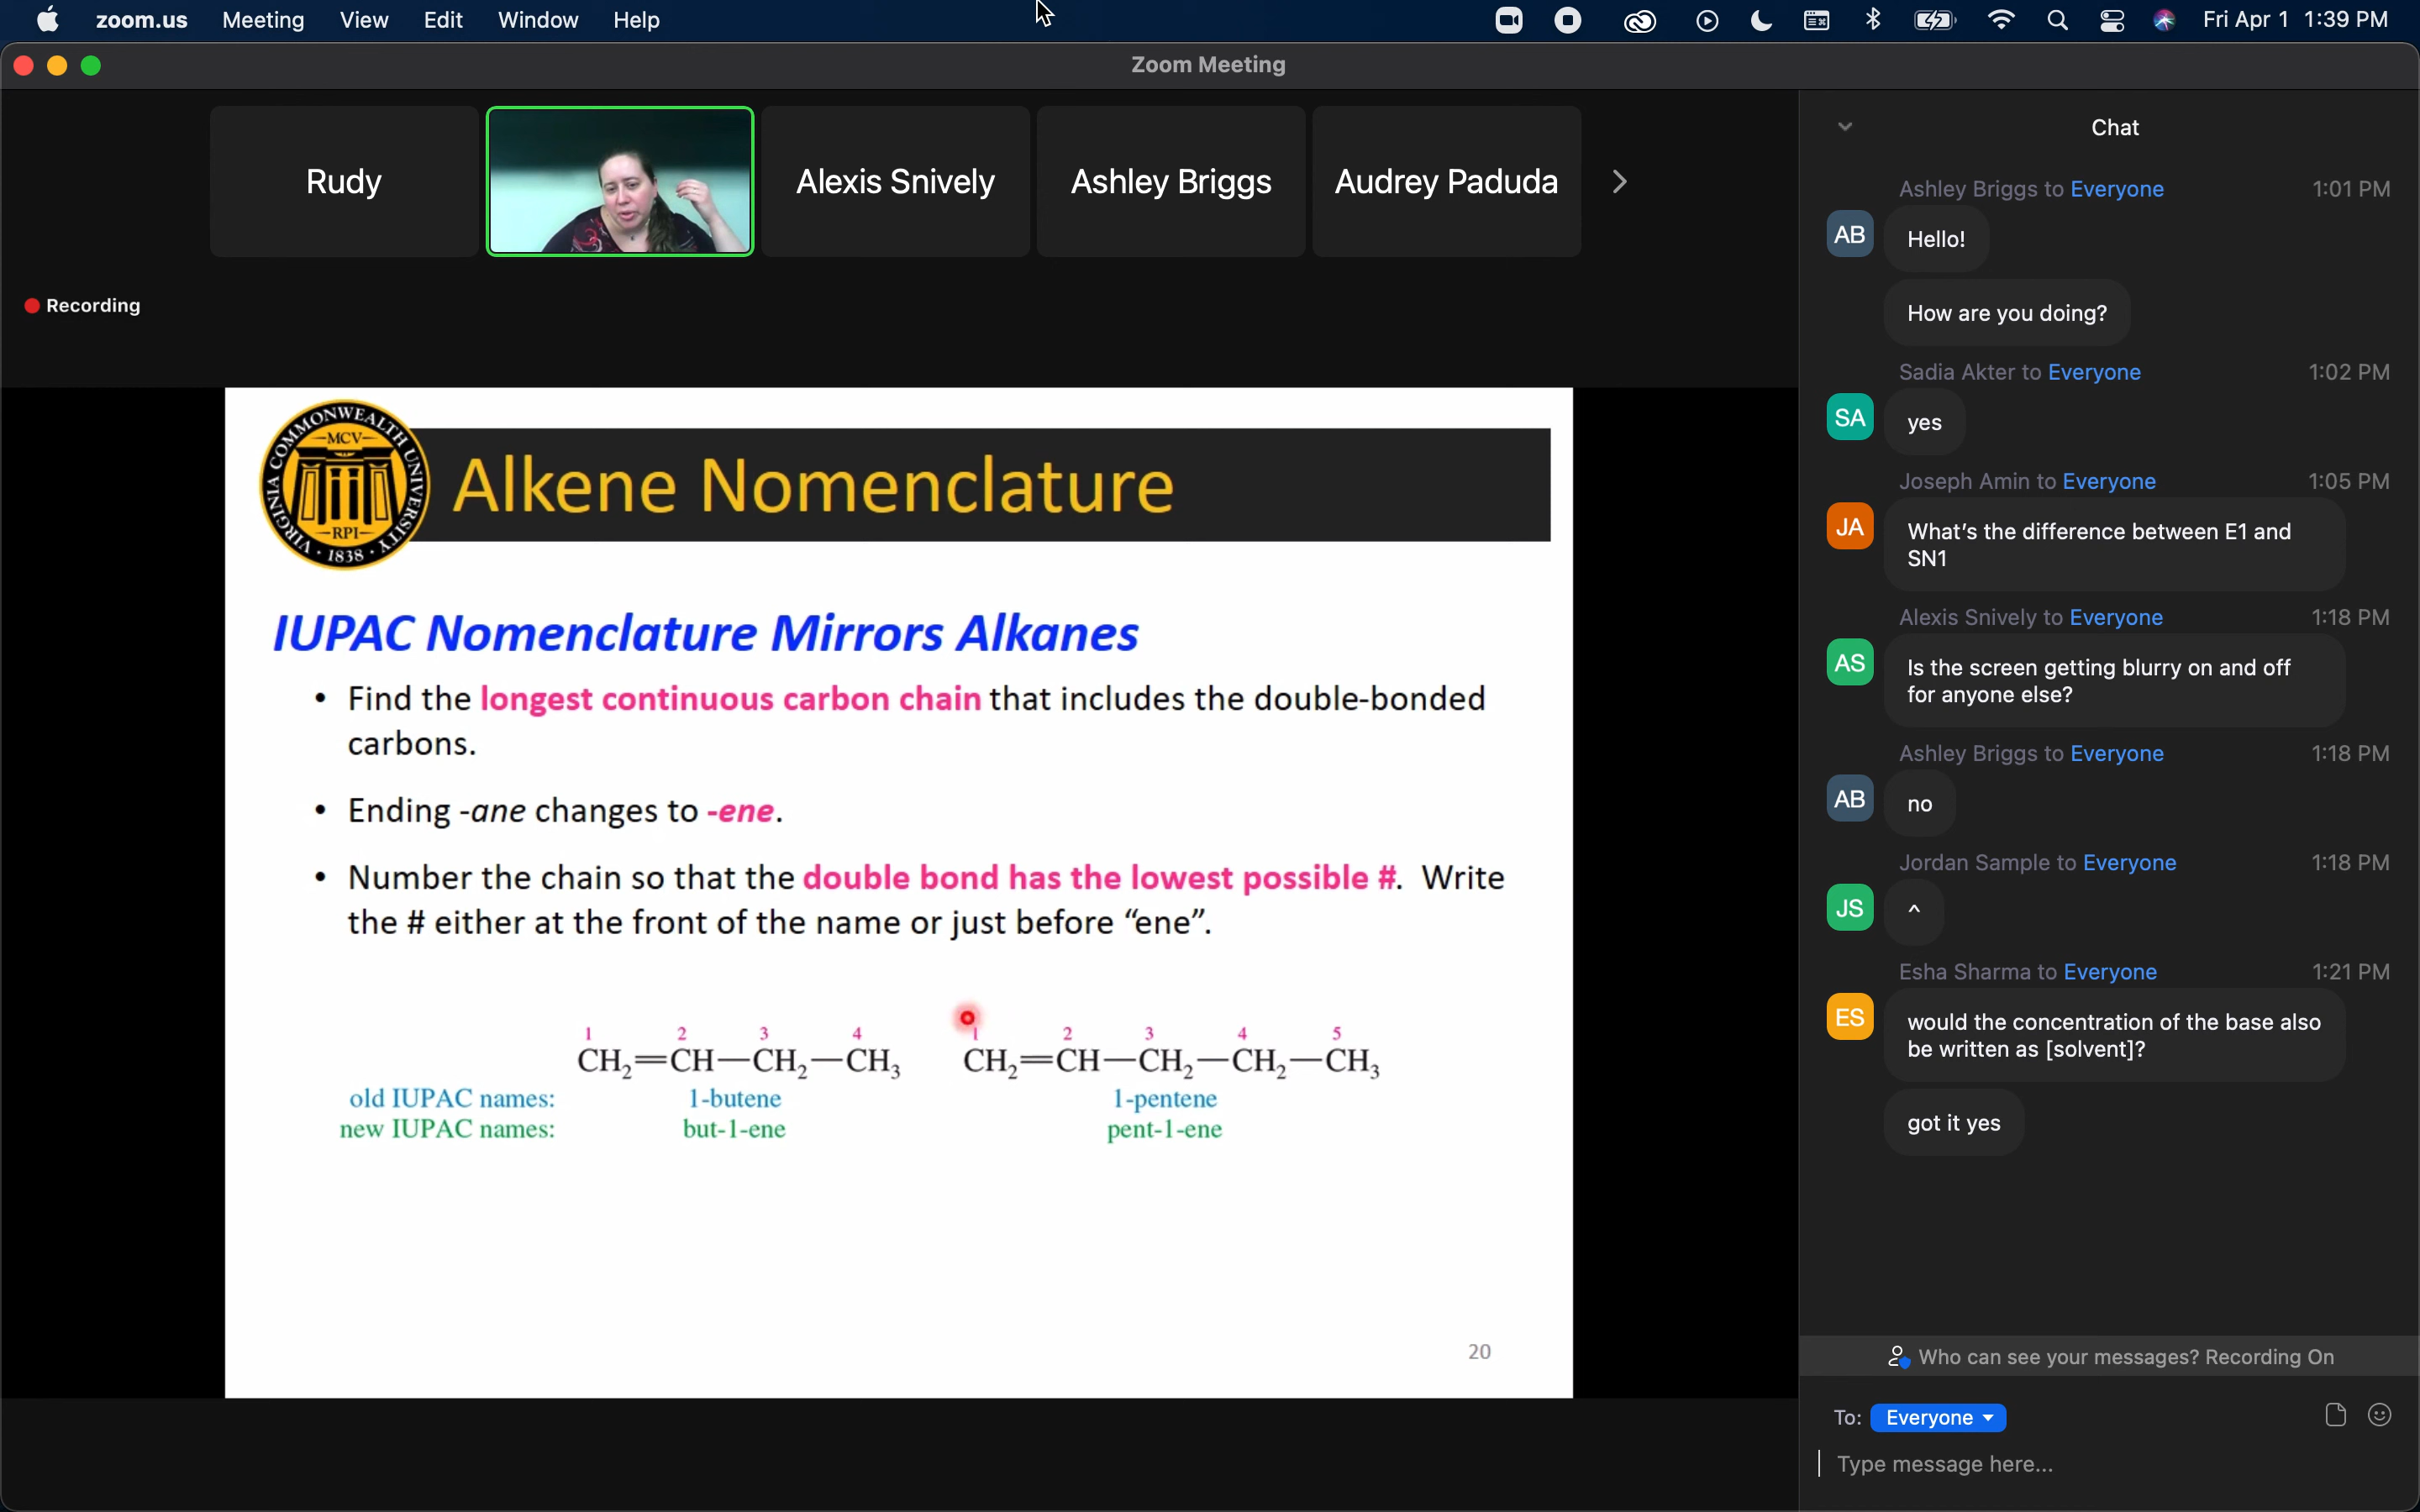 zoom.us Meeting View Edit Window Help Fri Apr 1 1:39 PM
Zoom Meeting
Rudy
Alexis Snively
Ashley Briggs
Audrey Paduda
Recording
VIRGINIA COMMONWEALTH UNIVERSITY
MCV
RPI
1838
Alkene Nomenclature
IUPAC Nomenclature Mirrors Alkanes
• Find the longest continuous carbon chain that includes the double-bonded
carbons.
• Ending -ane changes to -ene.
• Number the chain so that the double bond has the lowest possible #. Write
the # either at the front of the name or just before “ene”.
1 2 3 4 1 2 3 4 5
CH₂=CH—CH₂—CH₃ CH₂=CH—CH₂—CH₂—CH₃
old IUPAC names: 1-butene 1-pentene
new IUPAC names: but-1-ene pent-1-ene
20
Chat
Ashley Briggs to Everyone 1:01 PM
AB Hello!
How are you doing?
Sadia Akter to Everyone 1:02 PM
SA yes
Joseph Amin to Everyone 1:05 PM
JA What’s the difference between E1 and
SN1
Alexis Snively to Everyone 1:18 PM
AS Is the screen getting blurry on and off
for anyone else?
Ashley Briggs to Everyone 1:18 PM
AB no
Jordan Sample to Everyone 1:18 PM
JS ^
Esha Sharma to Everyone 1:21 PM
ES would the concentration of the base also
be written as [solvent]?
got it yes
Who can see your messages? Recording On
To: Everyone
Type message here...